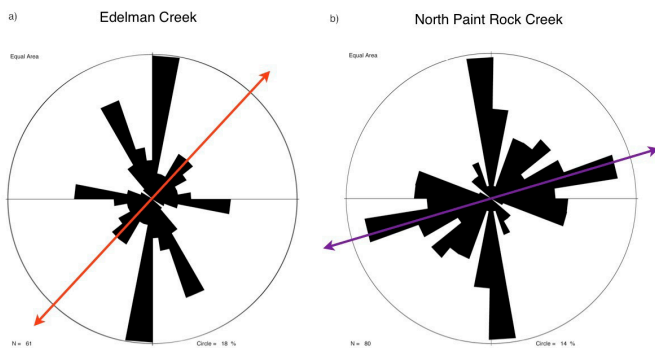 a)
Edelman Creek
Equal Area
N = 61
Circle = 18 %
b)
North Paint Rock Creek
Equal Area
N = 80
Circle = 14 %